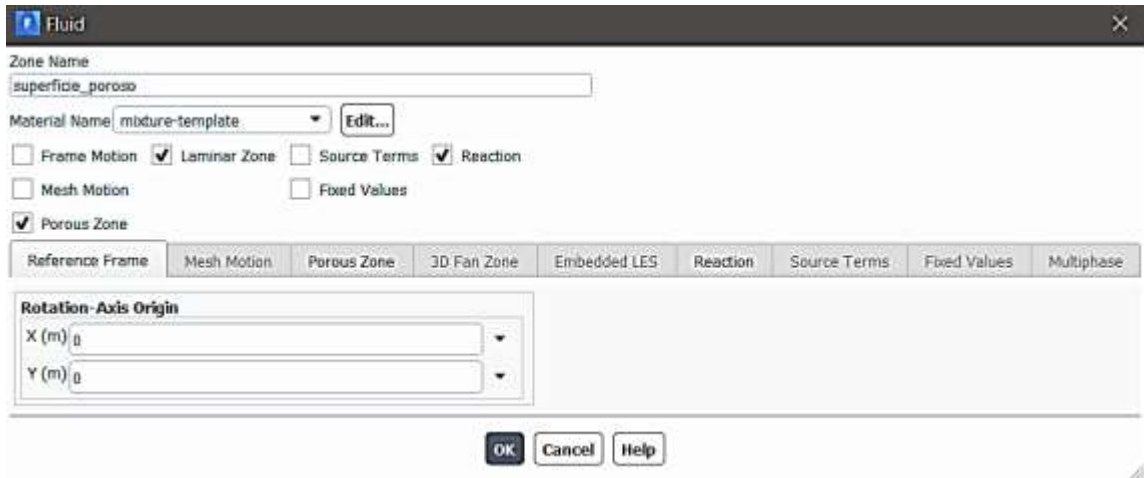 Fluid
Zone Name
superficie_poroso
Material Name mixture-template Edit...
Frame Motion Laminar Zone Source Terms Reaction
Mesh Motion Fixed Values
Porous Zone
Reference Frame Mesh Motion Porous Zone 3D Fan Zone Embedded LES Reaction Source Terms Fixed Values Multiphase
Rotation-Axis Origin
X (m) 0
Y (m) 0
OK Cancel Help